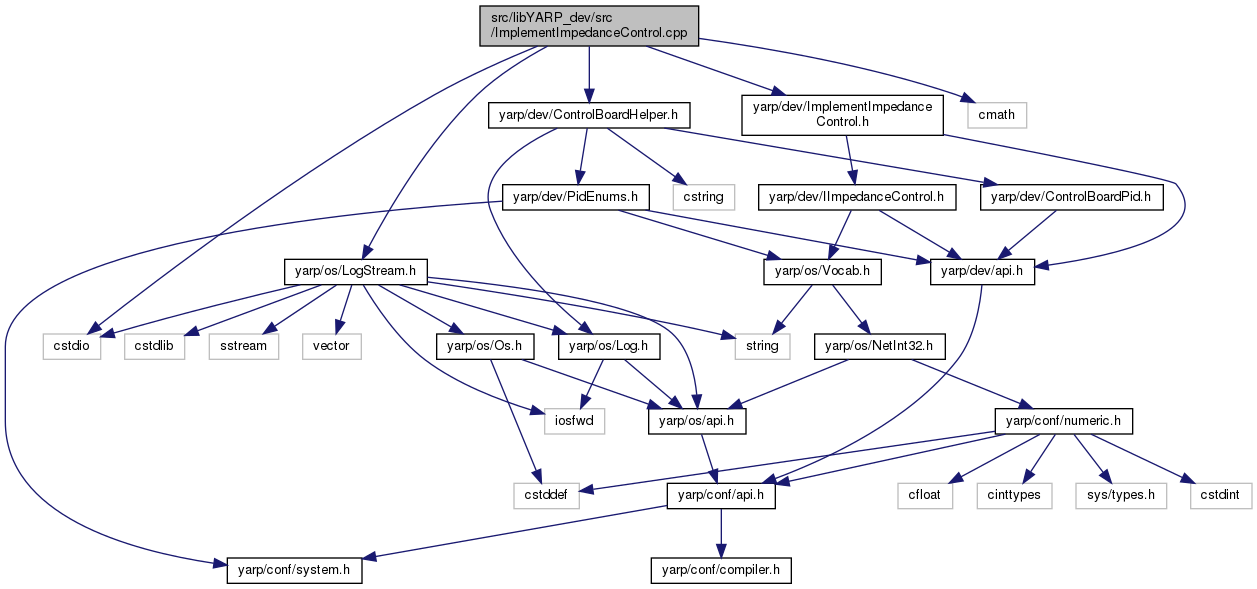 src/libYARP_dev/src
/ImplementImpedanceControl.cpp
yarp/dev/ControlBoardHelper.h
yarp/dev/ImplementImpedance
Control.h
cmath
yarp/dev/PidEnums.h
cstring
yarp/dev/IImpedanceControl.h
yarp/dev/ControlBoardPid.h
yarp/os/LogStream.h
yarp/os/Vocab.h
yarp/dev/api.h
cstdio
cstdlib
sstream
vector
yarp/os/Os.h
yarp/os/Log.h
string
yarp/os/NetInt32.h
iosfwd
yarp/os/api.h
yarp/conf/numeric.h
cstddef
yarp/conf/api.h
cfloat
cinttypes
sys/types.h
cstdint
yarp/conf/system.h
yarp/conf/compiler.h